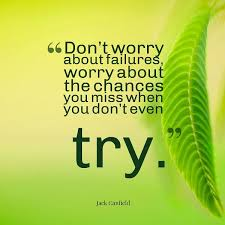 “Don't worry
about failures,
worry about
the chances
you miss when
you don't even
try.”
Jack Canfield